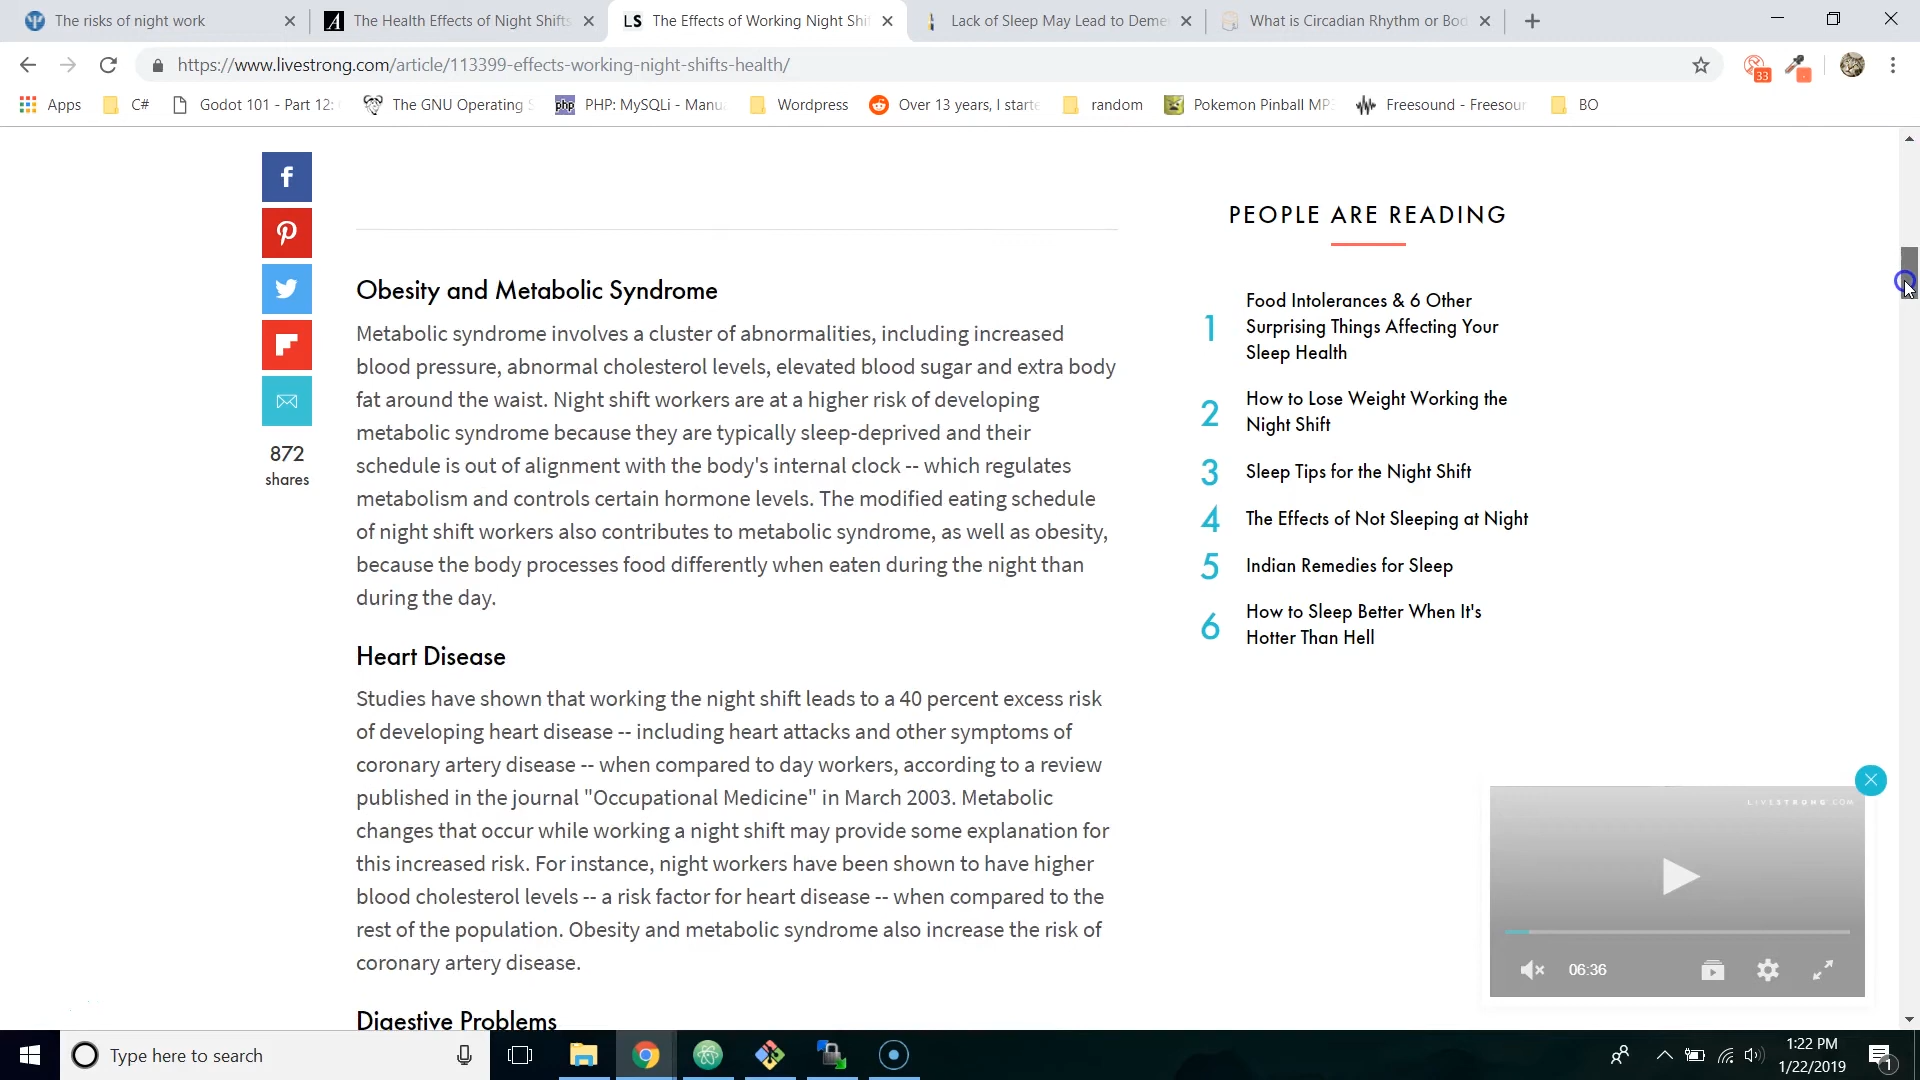 The risks of night work
The Health Effects of Night Shifts
LS The Effects of Working Night Shi
Lack of Sleep May Lead to Deme
What is Circadian Rhythm or Bod
https://www.livestrong.com/article/113399-effects-working-night-shifts-health/
33
Apps
C#
Godot 101 - Part 12:
The GNU Operating S
php PHP: MySQLi - Manu
Wordpress
Over 13 years, I starte
random
Pokemon Pinball MP3
Freesound - Freesour
BO
872
shares
Obesity and Metabolic Syndrome
Metabolic syndrome involves a cluster of abnormalities, including increased
blood pressure, abnormal cholesterol levels, elevated blood sugar and extra body
fat around the waist. Night shift workers are at a higher risk of developing
metabolic syndrome because they are typically sleep-deprived and their
schedule is out of alignment with the body's internal clock -- which regulates
metabolism and controls certain hormone levels. The modified eating schedule
of night shift workers also contributes to metabolic syndrome, as well as obesity,
because the body processes food differently when eaten during the night than
during the day.
Heart Disease
Studies have shown that working the night shift leads to a 40 percent excess risk
of developing heart disease -- including heart attacks and other symptoms of
coronary artery disease -- when compared to day workers, according to a review
published in the journal "Occupational Medicine" in March 2003. Metabolic
changes that occur while working a night shift may provide some explanation for
this increased risk. For instance, night workers have been shown to have higher
blood cholesterol levels -- a risk factor for heart disease -- when compared to the
rest of the population. Obesity and metabolic syndrome also increase the risk of
coronary artery disease.
Digestive Problems
PEOPLE ARE READING
1 Food Intolerances & 6 Other
Surprising Things Affecting Your
Sleep Health
2 How to Lose Weight Working the
Night Shift
3 Sleep Tips for the Night Shift
4 The Effects of Not Sleeping at Night
5 Indian Remedies for Sleep
6 How to Sleep Better When It's
Hotter Than Hell
LIVESTRONG.COM
06:36
Type here to search
1:22 PM
1/22/2019
1